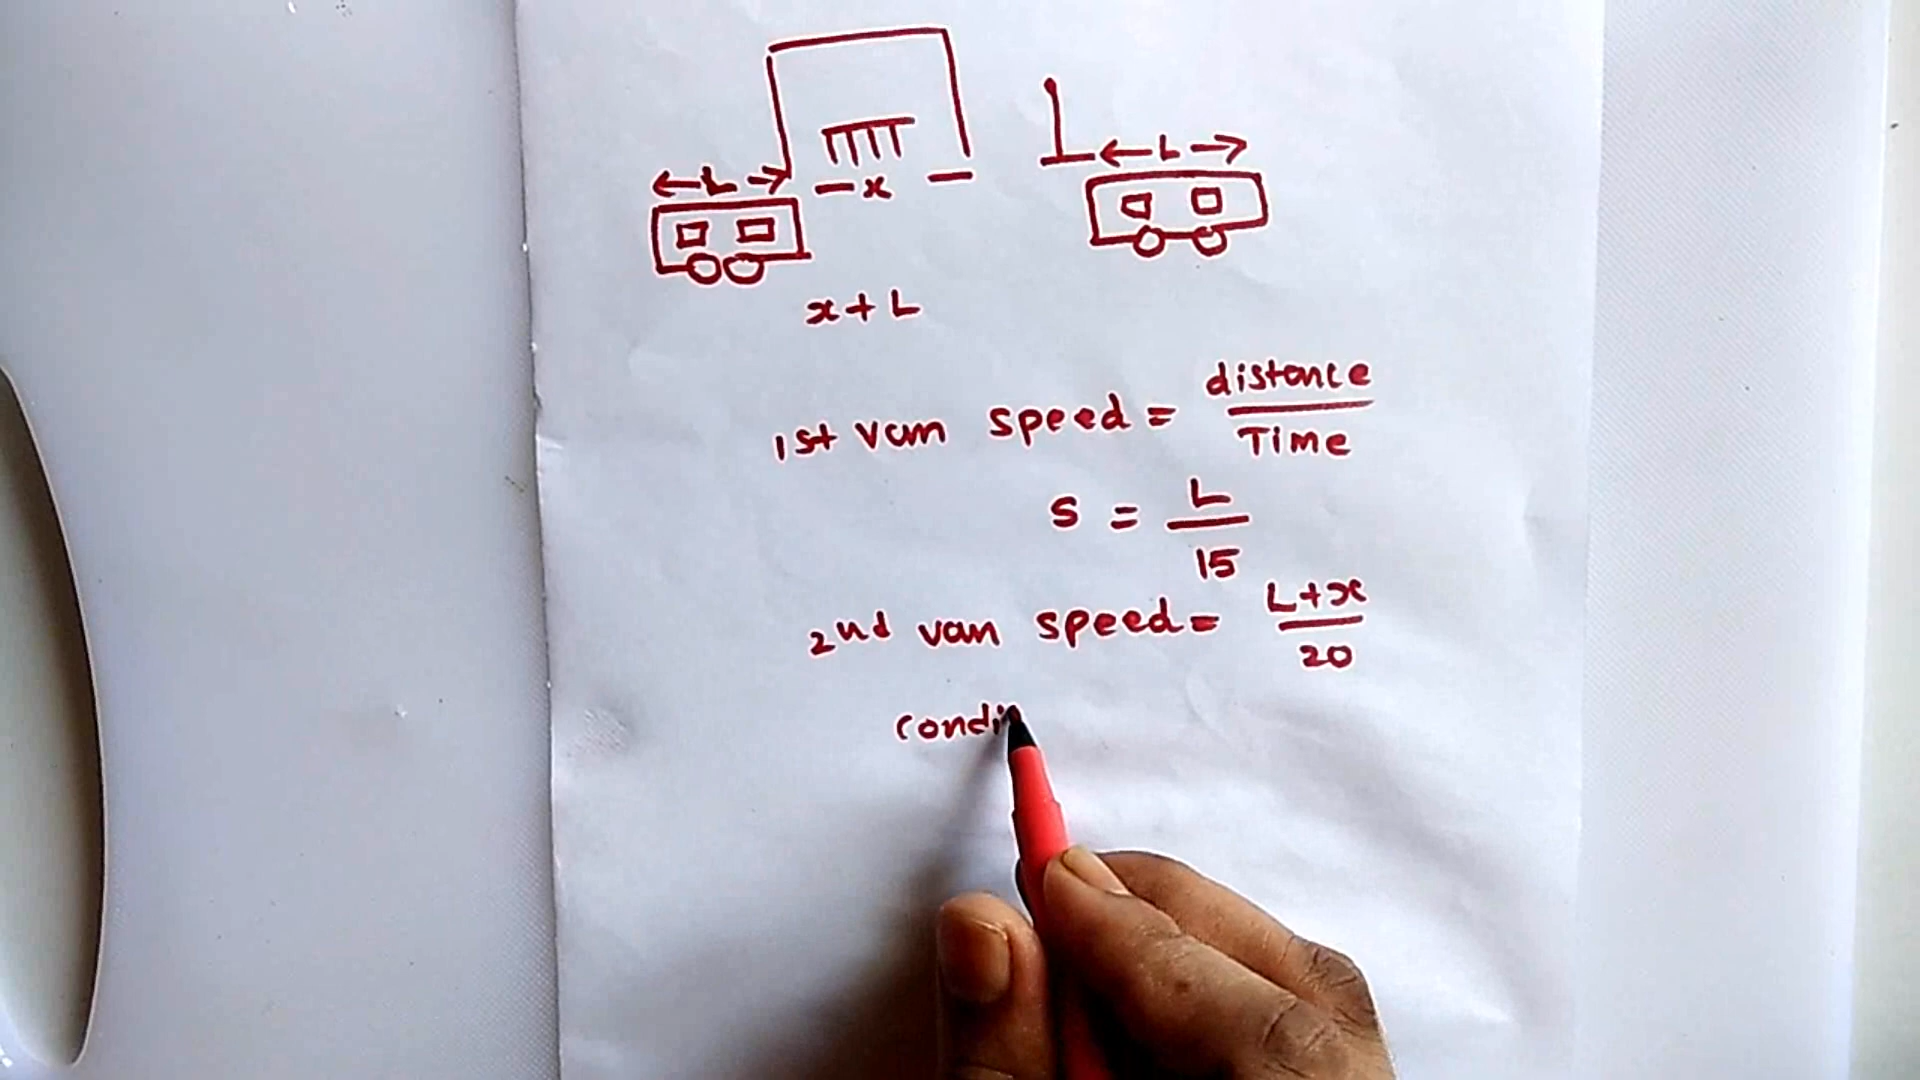 ← L →
← L →
x
x + L
1st van speed = distance / Time
S = L / 15
2nd van speed = L + x / 20
condi